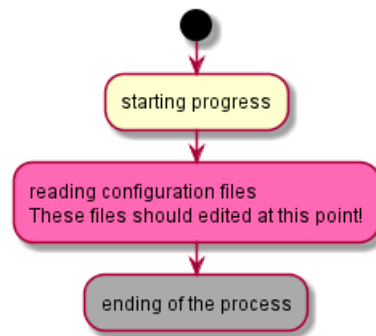 starting progress
reading configuration files
These files should edited at this point!
ending of the process